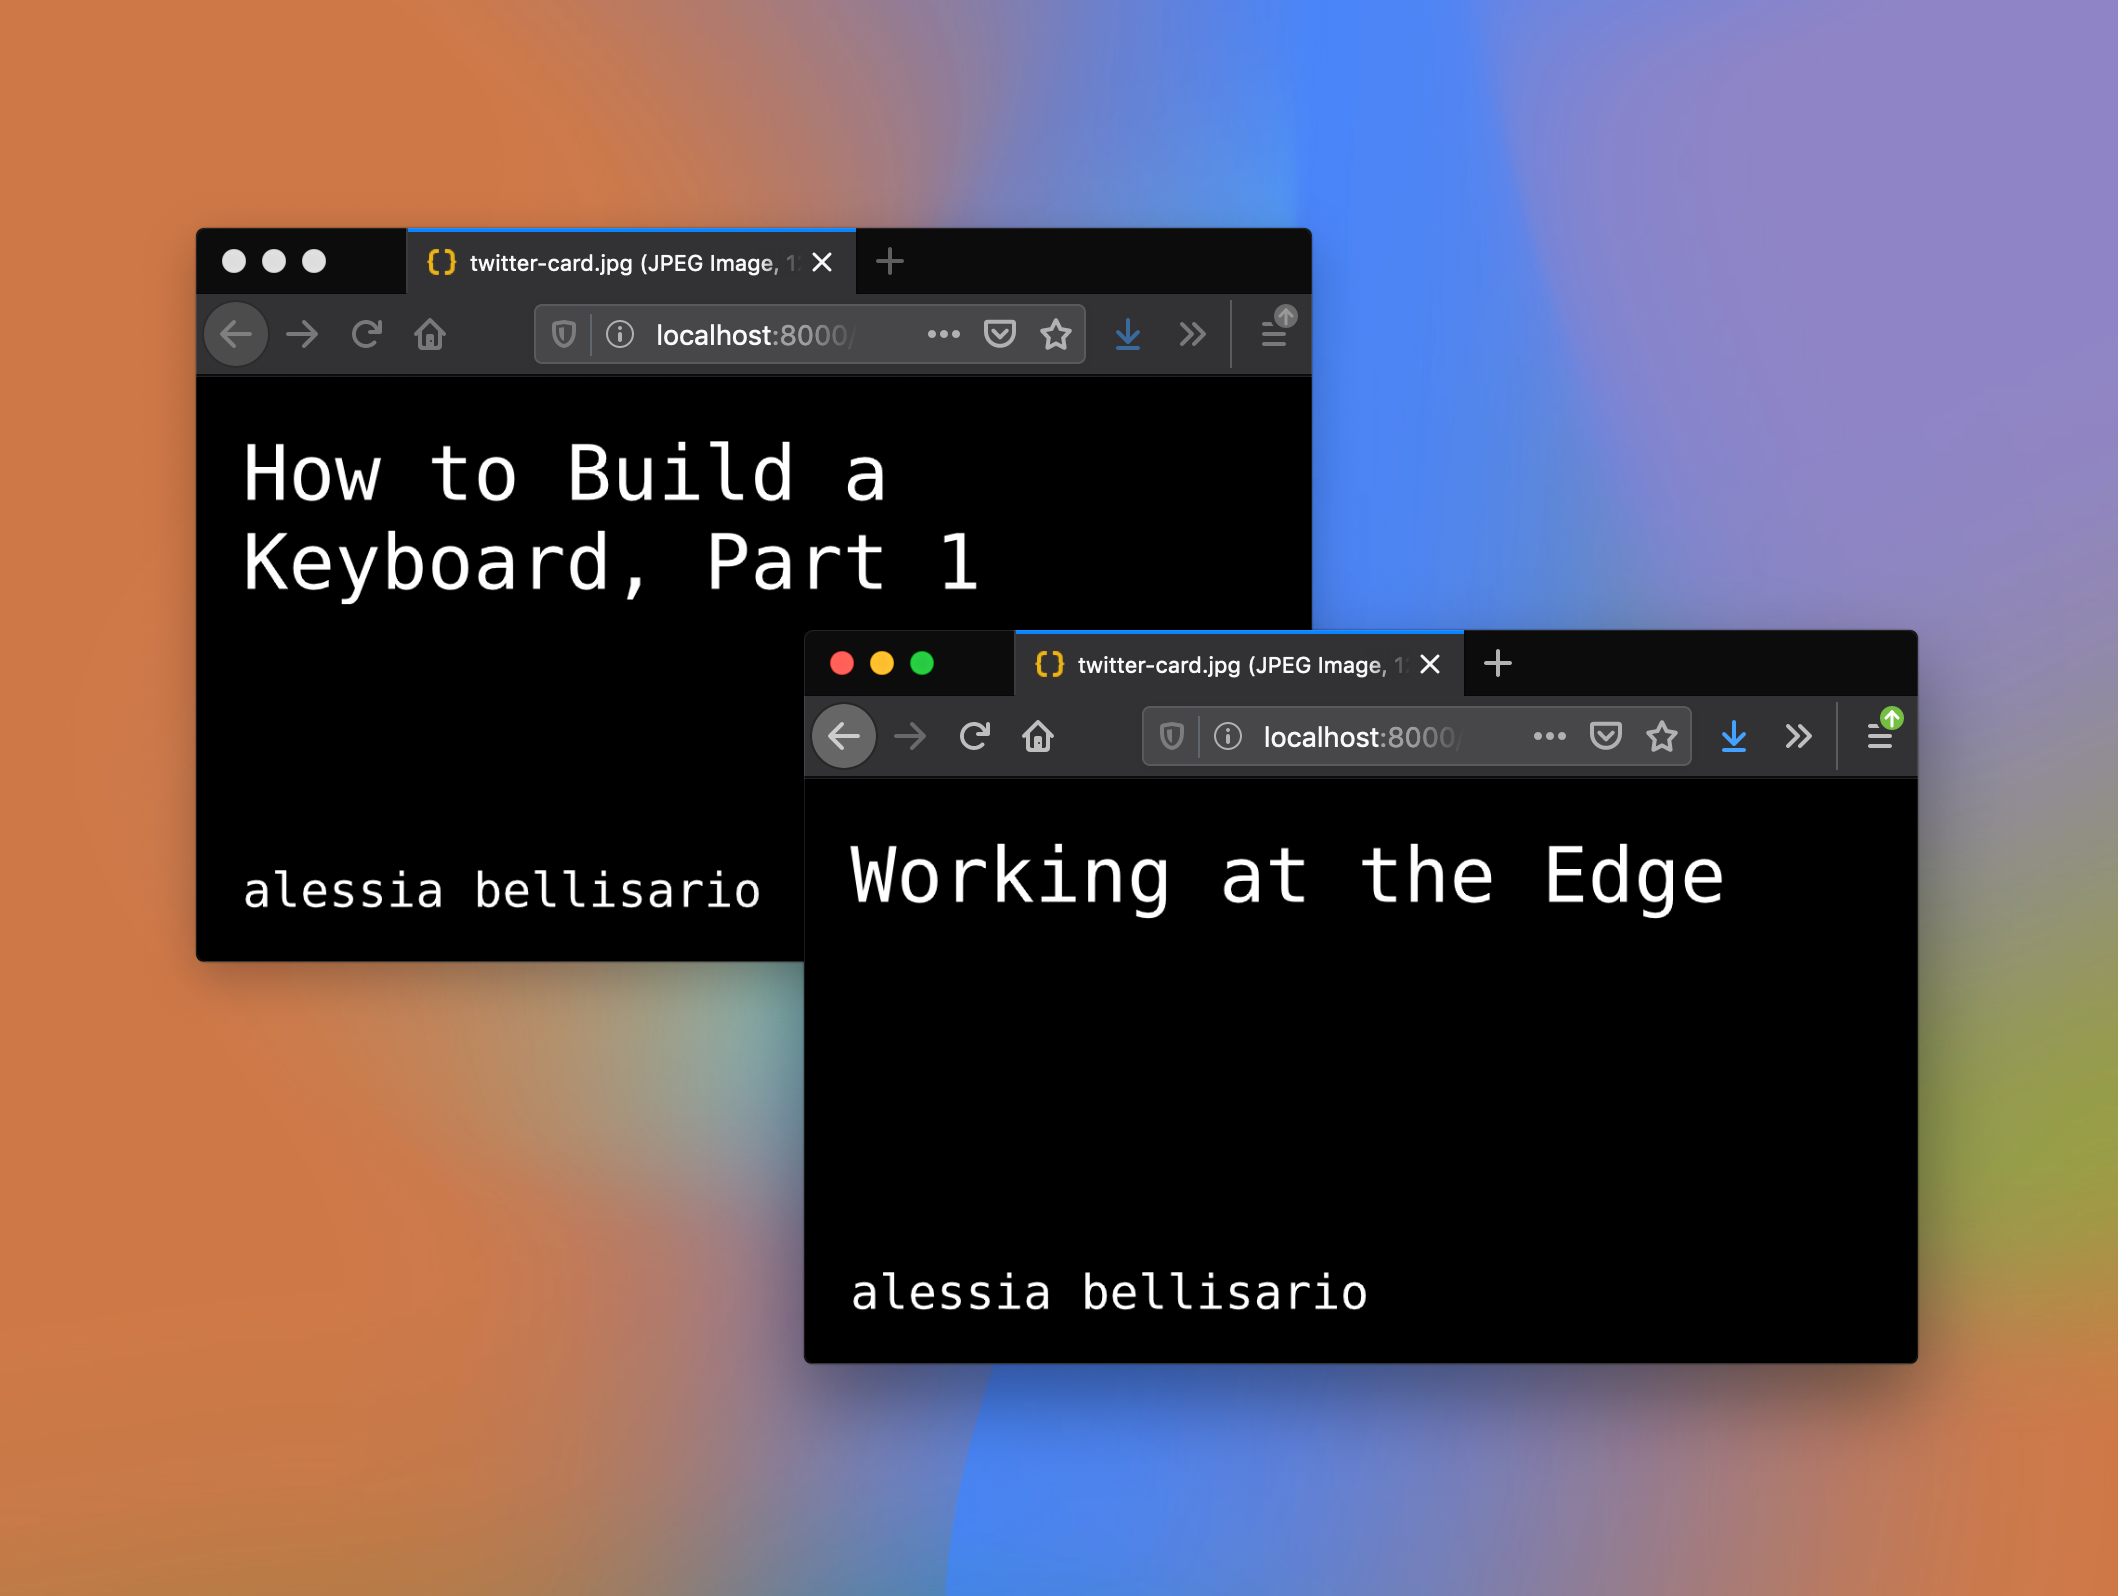 {} twitter-card.jpg (JPEG Image, 1
localhost:8000/
How to Build a
Keyboard, Part 1
alessia bellisario
{} twitter-card.jpg (JPEG Image, 1
localhost:8000/
Working at the Edge
alessia bellisario